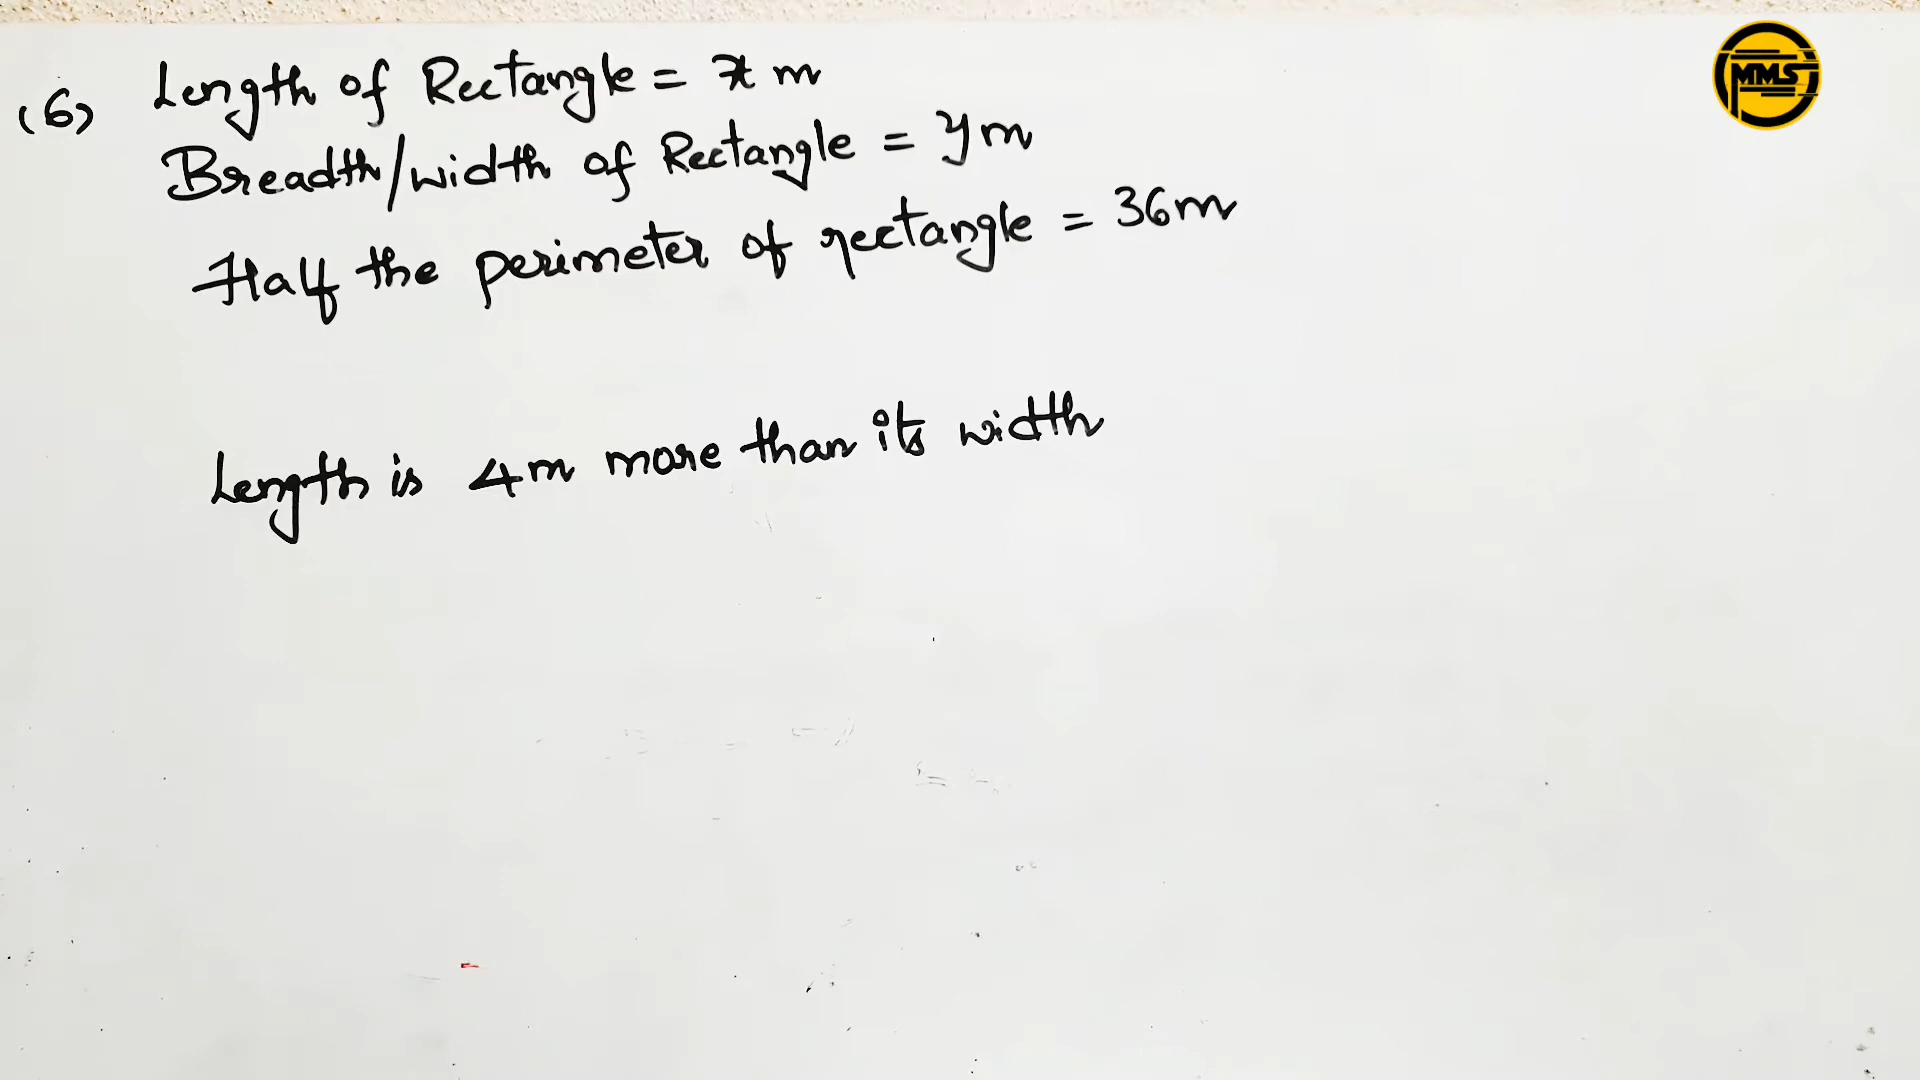 (6) Length of Rectangle = x m
Breadth/width of Rectangle = y m
Half the perimeter of rectangle = 36m
Length is 4m more than its width
MMS